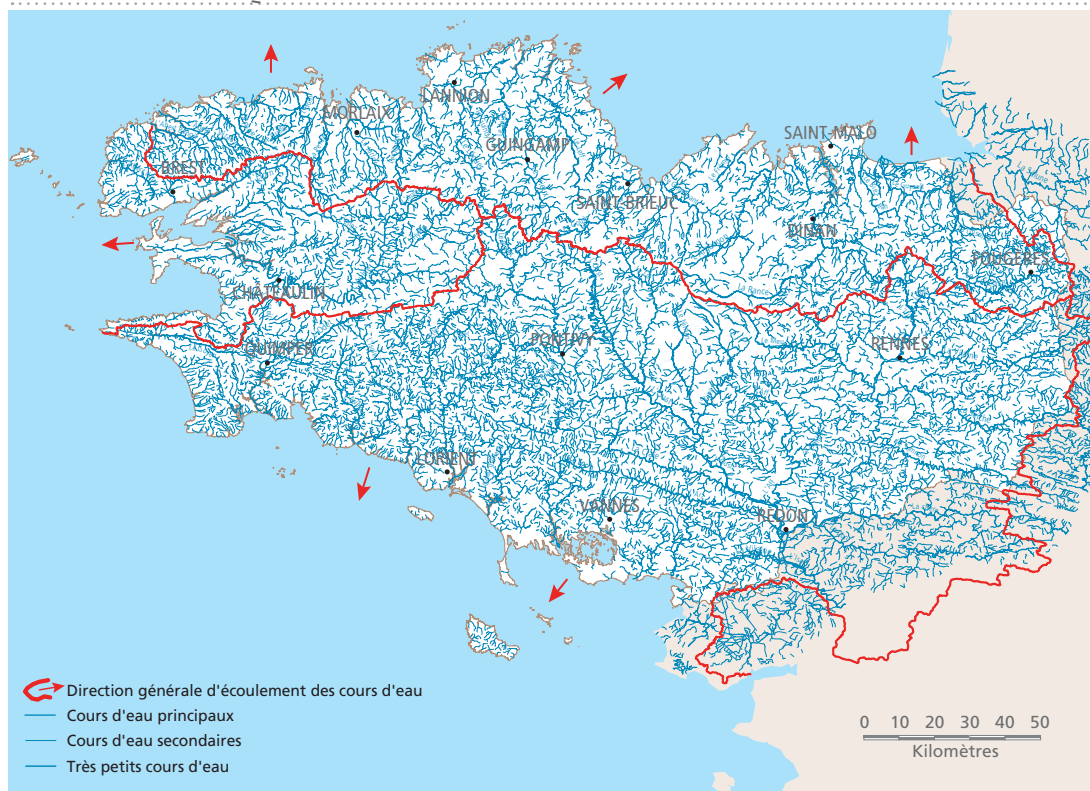 LANNION
MORLAIX
SAINT-MALO
GUINGAMP
BREST
SAINT-BRIEUC
DINAN
FOUGÈRES
CHÂTEAULIN
La Rance
PONTIVY
RENNES
QUIMPER
LORIENT
VANNES
REDON
Direction générale d'écoulement des cours d'eau
Cours d'eau principaux
Cours d'eau secondaires
Très petits cours d'eau
0 10 20 30 40 50
Kilomètres